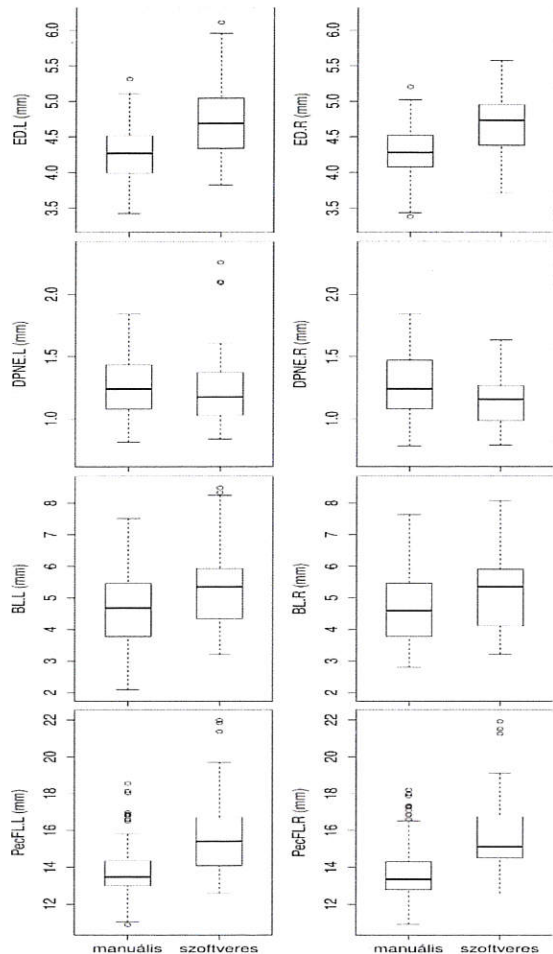 ED.L (mm)
3.5 4.0 4.5 5.0 5.5 6.0
ED.R (mm)
3.5 4.0 4.5 5.0 5.5 6.0
DPNE.L (mm)
1.0 1.5 2.0
DPNE.R (mm)
1.0 1.5 2.0
BL.L (mm)
2 3 4 5 6 7 8
BL.R (mm)
2 3 4 5 6 7 8
PecFL.L (mm)
12 14 16 18 20 22
PecFL.R (mm)
12 14 16 18 20 22
manuális szoftveres
manuális szoftveres